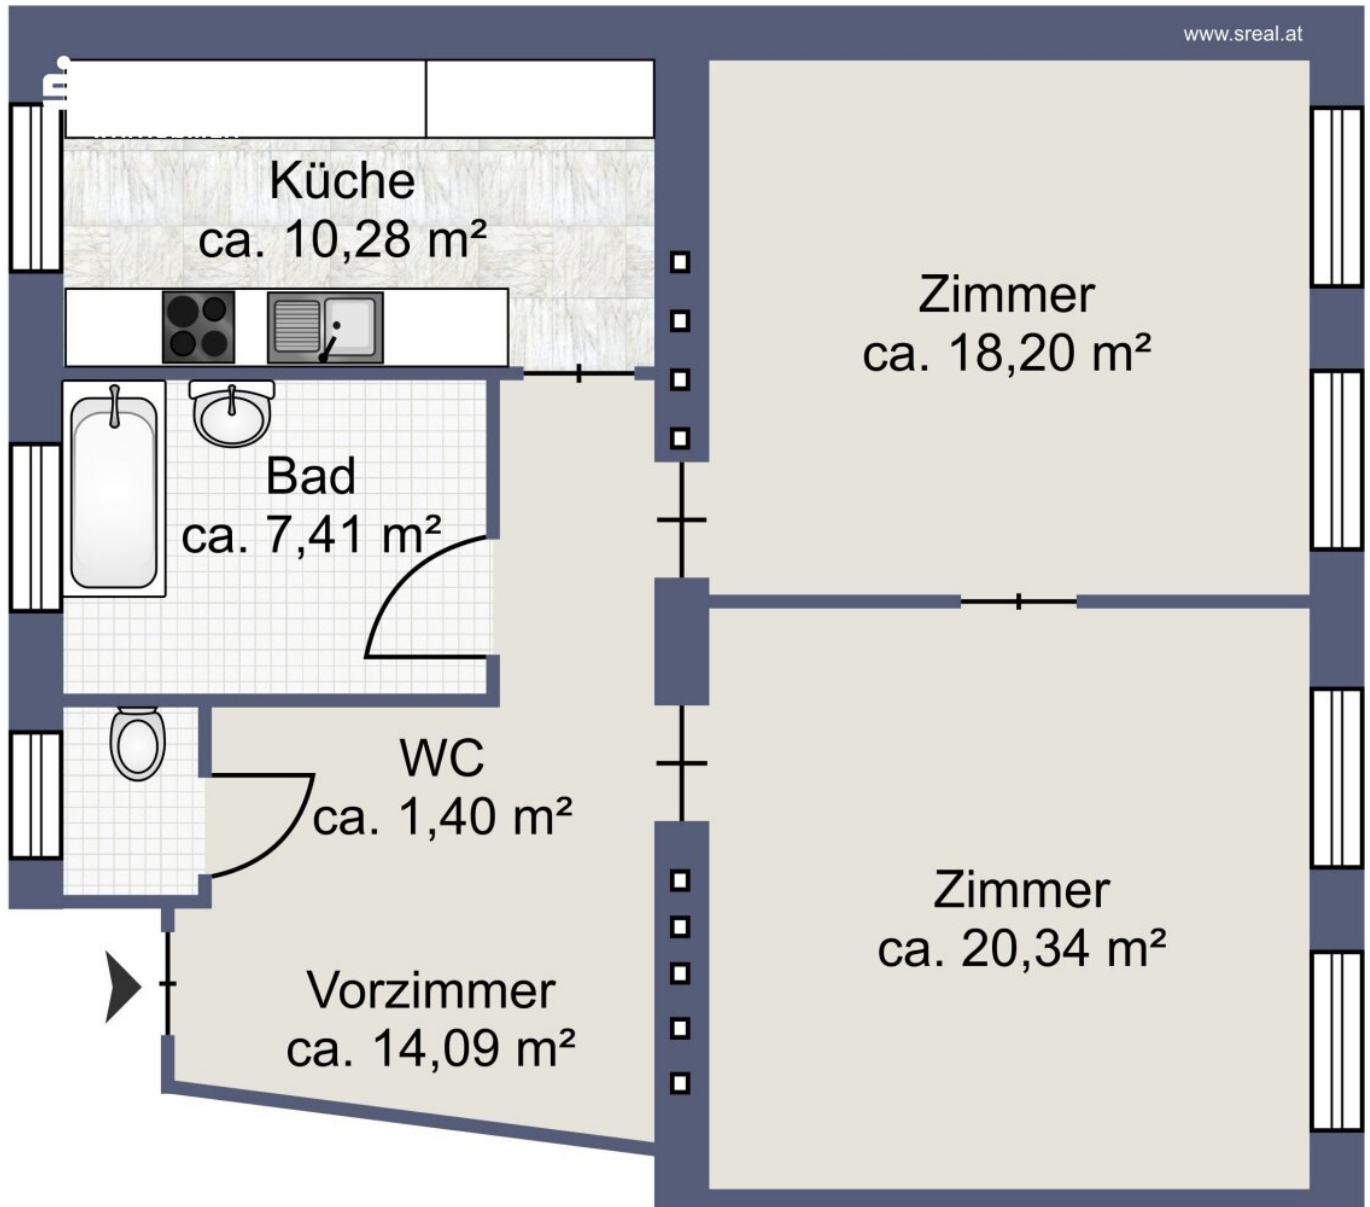 www.sreal.at
Küche
ca. 10,28 m²
Zimmer
ca. 18,20 m²
Bad
ca. 7,41 m²
WC
ca. 1,40 m²
Zimmer
ca. 20,34 m²
Vorzimmer
ca. 14,09 m²